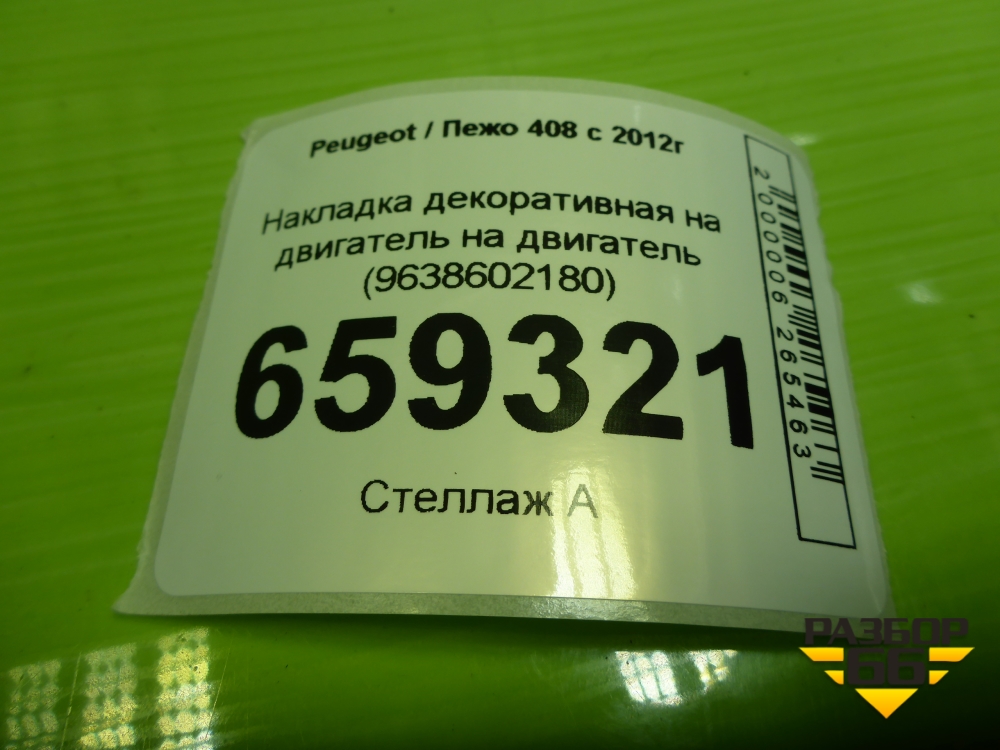 Peugeot / Пежо 408 с 2012г
Накладка декоративная на
двигатель на двигатель
(9638602180)
659321
Стеллаж А
2000006265463
РАЗБОР
66